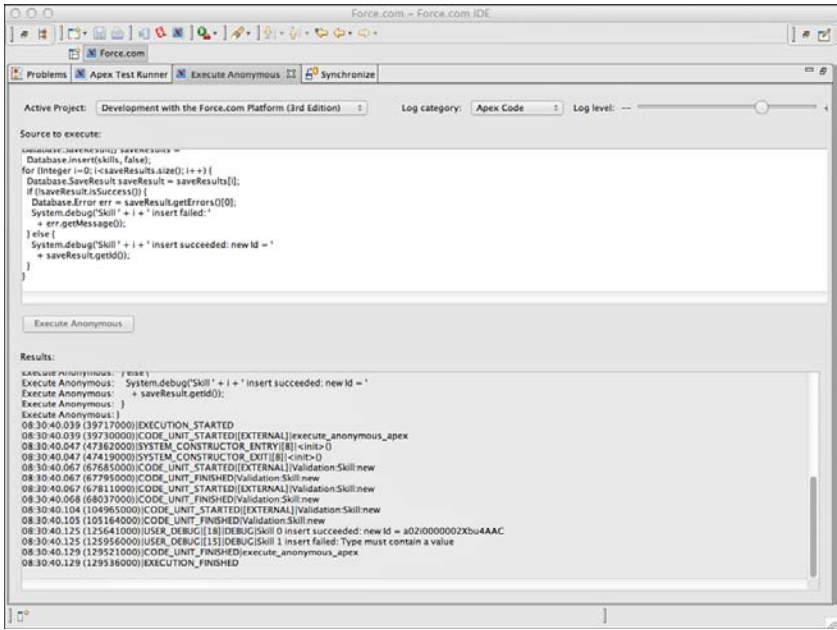 Force.com – Force.com IDE
Force.com
Problems Apex Test Runner Execute Anonymous Synchronize
Active Project: Development with the Force.com Platform (3rd Edition) Log category: Apex Code Log level: --
Source to execute:
Database.SaveResult[] saveResults =
Database.insert(skills, false);
for (Integer i=0; i<saveResults.size(); i++) {
Database.SaveResult saveResult = saveResults[i];
if (!saveResult.isSuccess()) {
Database.Error err = saveResult.getErrors()[0];
System.debug('Skill ' + i + ' insert failed: '
+ err.getMessage());
} else {
System.debug('Skill ' + i + ' insert succeeded: new Id = '
+ saveResult.getId());
}
}
Execute Anonymous
Results:
Execute Anonymous: } else {
Execute Anonymous: System.debug('Skill ' + i + ' insert succeeded: new Id = '
Execute Anonymous: + saveResult.getId());
Execute Anonymous: }
Execute Anonymous: }
08:30:40.039 (39717000)|EXECUTION_STARTED
08:30:40.039 (39730000)|CODE_UNIT_STARTED|[EXTERNAL]|execute_anonymous_apex
08:30:40.047 (47362000)|SYSTEM_CONSTRUCTOR_ENTRY|[8]|<init>()
08:30:40.047 (47419000)|SYSTEM_CONSTRUCTOR_EXIT|[8]|<init>()
08:30:40.067 (67685000)|CODE_UNIT_STARTED|[EXTERNAL]|Validation:Skill:new
08:30:40.067 (67795000)|CODE_UNIT_FINISHED|Validation:Skill:new
08:30:40.067 (67811000)|CODE_UNIT_STARTED|[EXTERNAL]|Validation:Skill:new
08:30:40.068 (68037000)|CODE_UNIT_FINISHED|Validation:Skill:new
08:30:40.104 (104965000)|CODE_UNIT_STARTED|[EXTERNAL]|Validation:Skill:new
08:30:40.105 (105164000)|CODE_UNIT_FINISHED|Validation:Skill:new
08:30:40.125 (125641000)|USER_DEBUG|[18]|DEBUG|Skill 0 insert succeeded: new Id = a02i0000002Xbu4AAC
08:30:40.125 (125956000)|USER_DEBUG|[15]|DEBUG|Skill 1 insert failed: Type must contain a value
08:30:40.129 (129521000)|CODE_UNIT_FINISHED|execute_anonymous_apex
08:30:40.129 (129536000)|EXECUTION_FINISHED